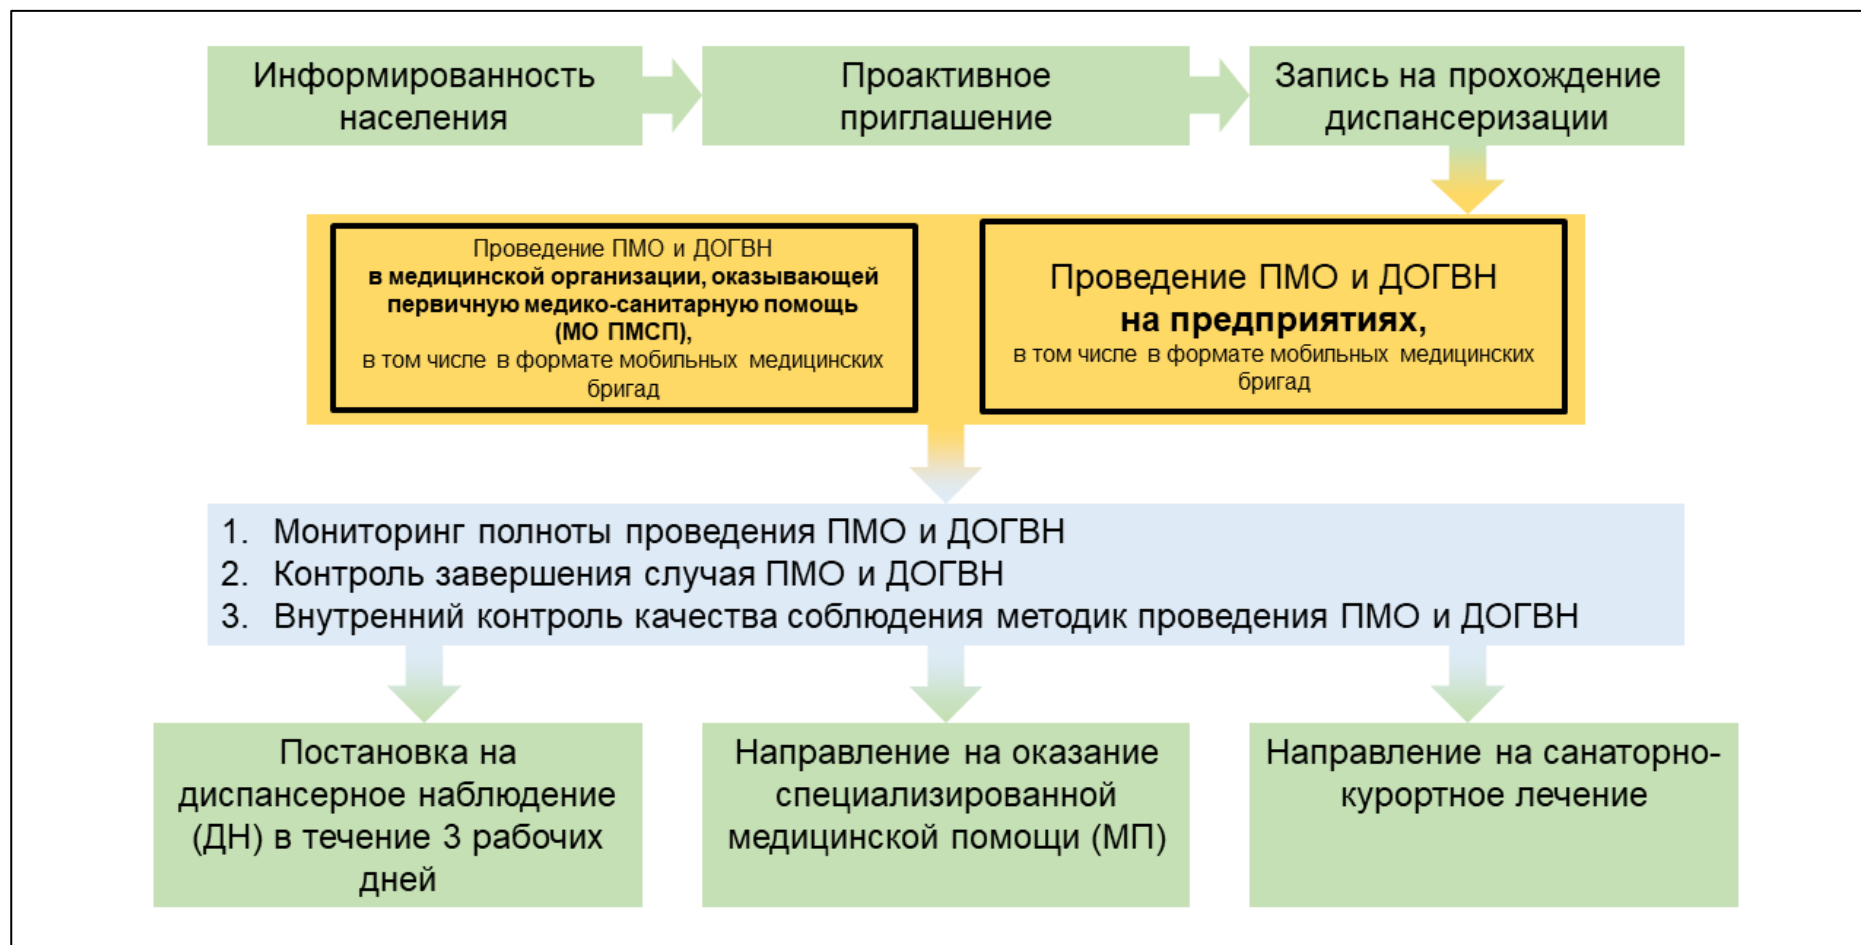 Информированность
населения
Проактивное
приглашение
Запись на прохождение
диспансеризации
Проведение ПМО и ДОГВН
в медицинской организации, оказывающей
первичную медико-санитарную помощь
(МО ПМСП),
в том числе в формате мобильных медицинских
бригад
Проведение ПМО и ДОГВН
на предприятиях,
в том числе в формате мобильных медицинских
бригад
1. Мониторинг полноты проведения ПМО и ДОГВН
2. Контроль завершения случая ПМО и ДОГВН
3. Внутренний контроль качества соблюдения методик проведения ПМО и ДОГВН
Постановка на
диспансерное наблюдение
(ДН) в течение 3 рабочих
дней
Направление на оказание
специализированной
медицинской помощи (МП)
Направление на санаторно-
курортное лечение